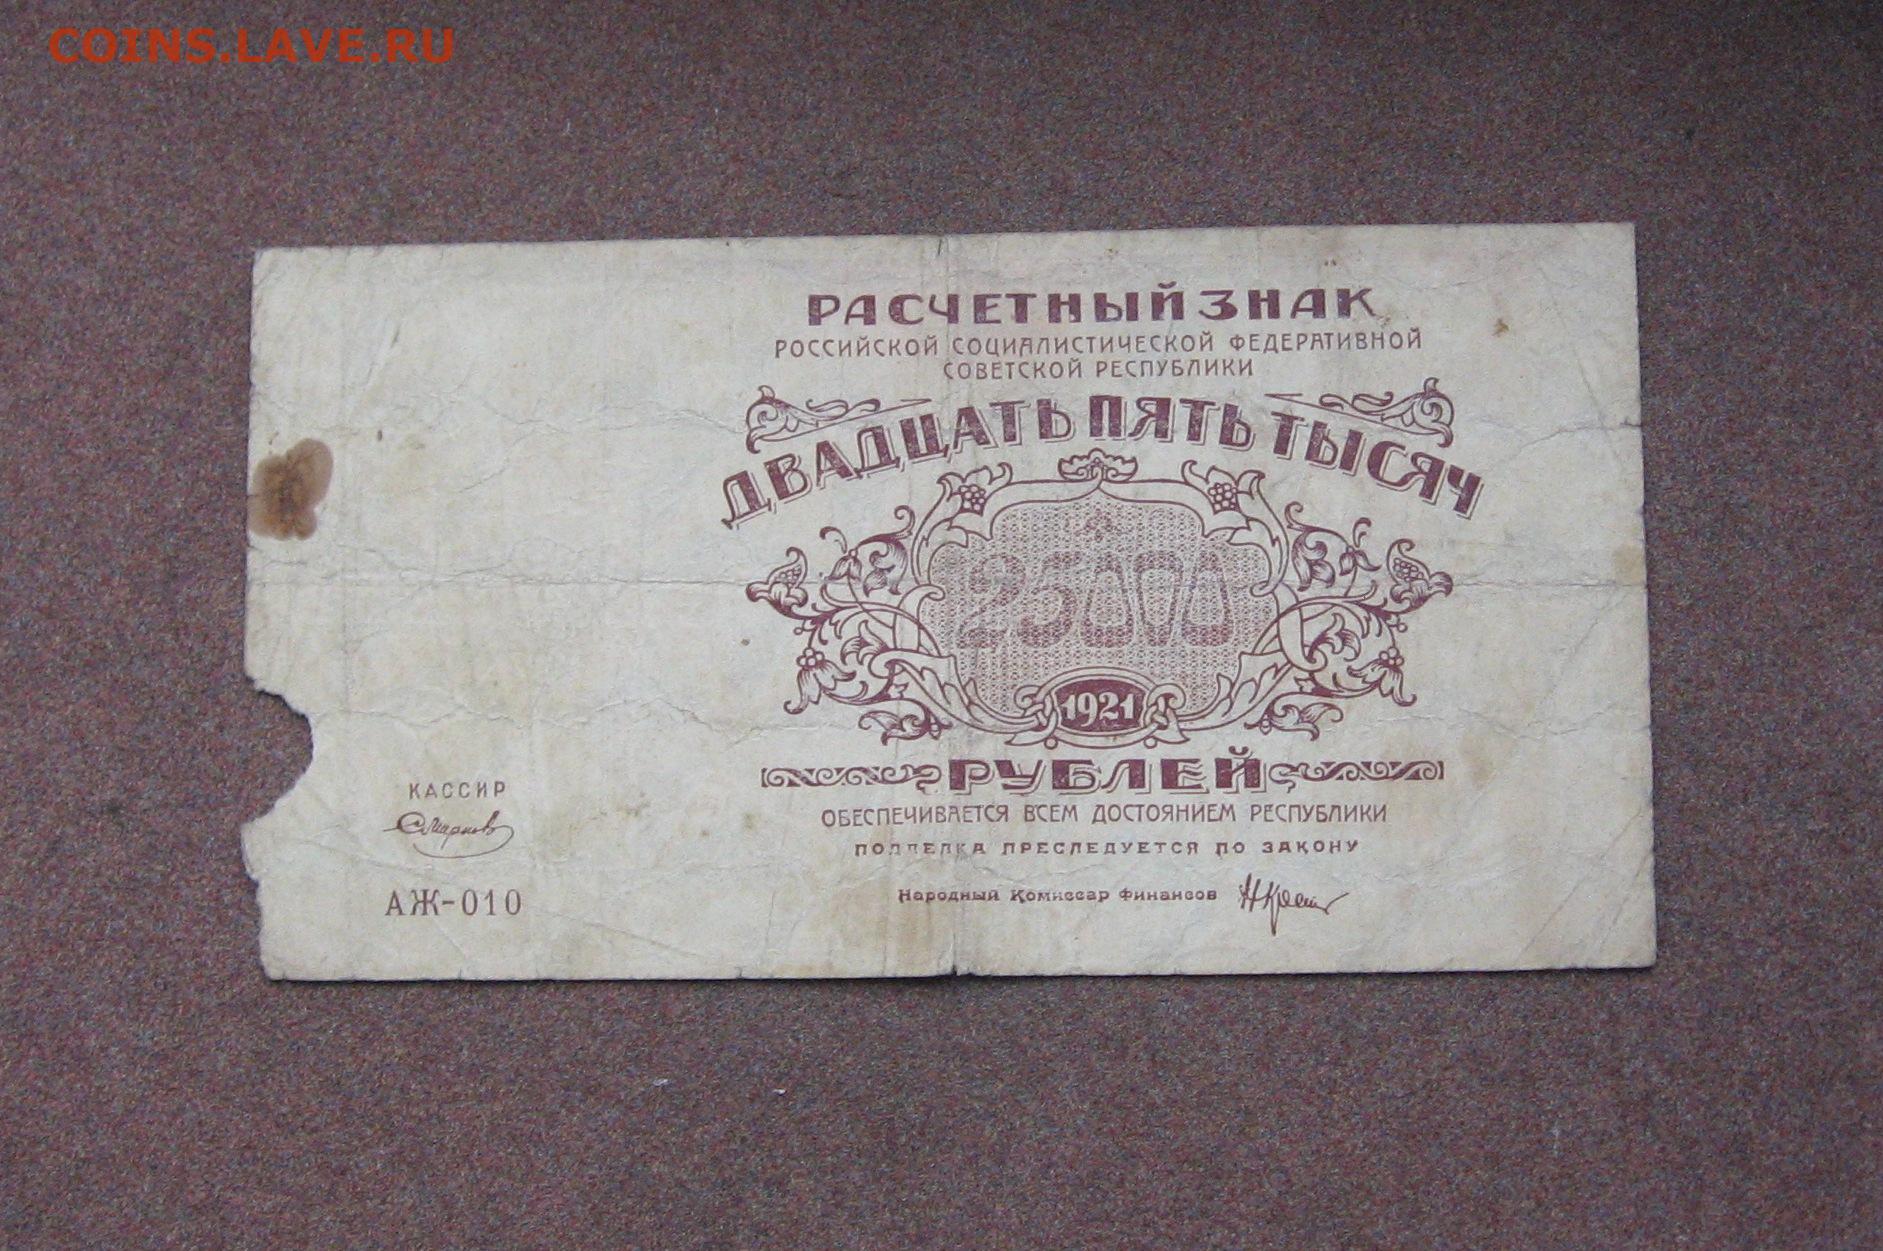 COINS.LAVE.RU
РАСЧЕТНЫЙ ЗНАК
РОССИЙСКОЙ СОЦИАЛИСТИЧЕСКОЙ ФЕДЕРАТИВНОЙ
СОВЕТСКОЙ РЕСПУБЛИКИ
ДВАДЦАТЬ ПЯТЬ ТЫСЯЧ
25000
1921
РУБЛЕЙ
ОБЕСПЕЧИВАЕТСЯ ВСЕМ ДОСТОЯНИЕМ РЕСПУБЛИКИ
ПОДДЕЛКА ПРЕСЛЕДУЕТСЯ ПО ЗАКОНУ
Народный Комиссар Финансов
КАССИР
Смирнов
АЖ-010